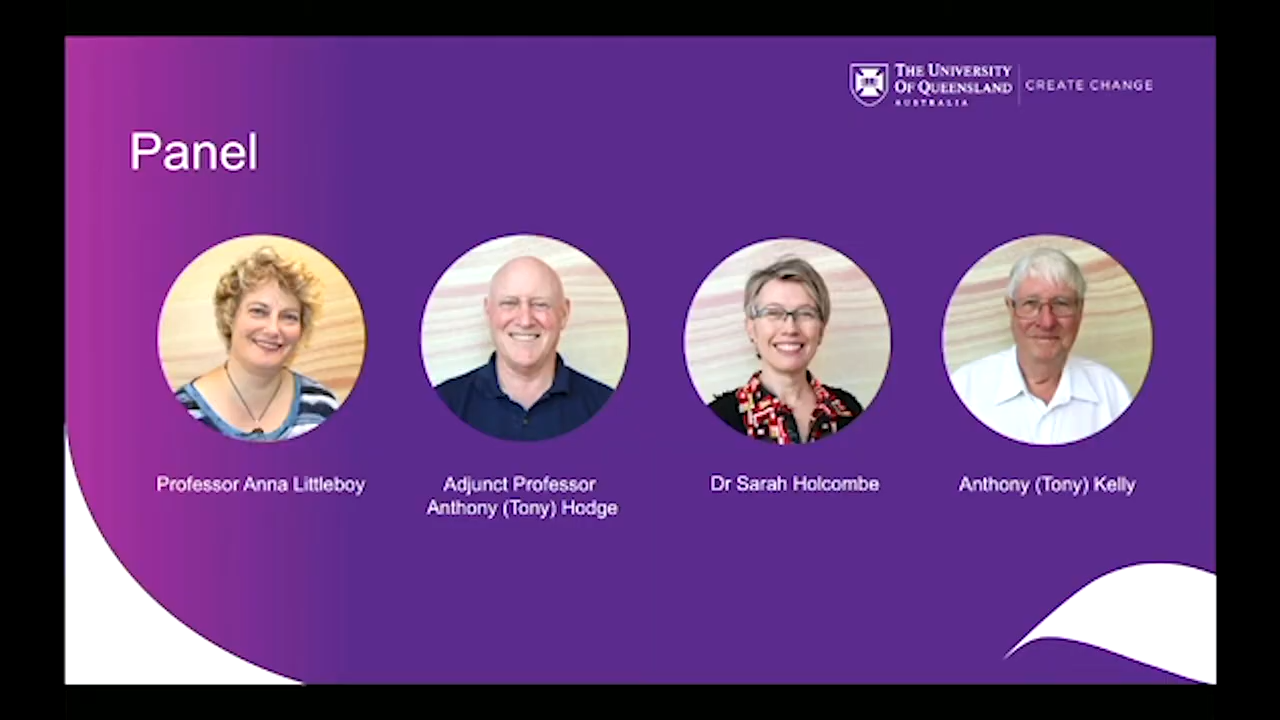 THE UNIVERSITY
OF QUEENSLAND
AUSTRALIA
CREATE CHANGE
Panel
Professor Anna Littleboy
Adjunct Professor
Anthony (Tony) Hodge
Dr Sarah Holcombe
Anthony (Tony) Kelly